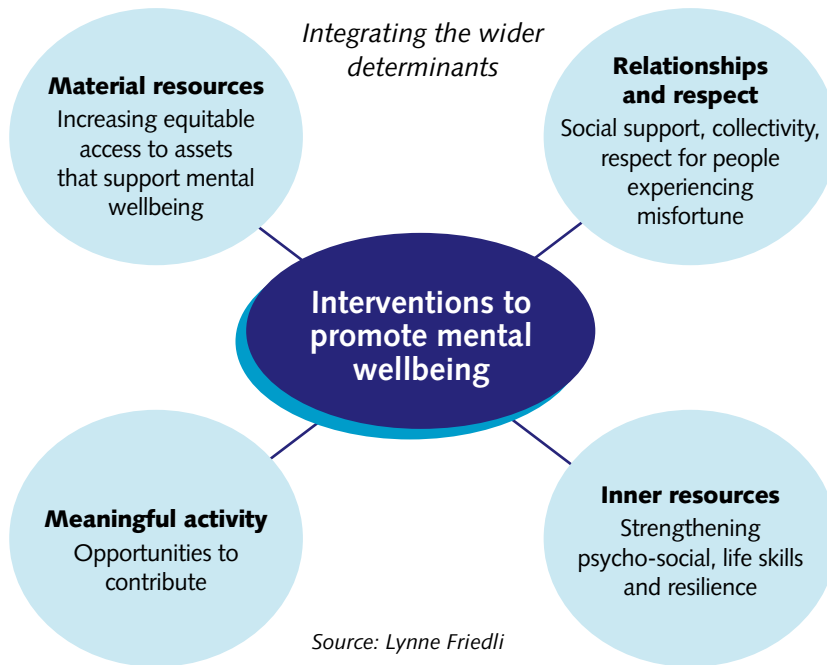 Integrating the wider
determinants
Material resources
Increasing equitable
access to assets
that support mental
wellbeing
Relationships
and respect
Social support, collectivity,
respect for people
experiencing
misfortune
Interventions to
promote mental
wellbeing
Meaningful activity
Opportunities to
contribute
Inner resources
Strengthening
psycho-social, life skills
and resilience
Source: Lynne Friedli